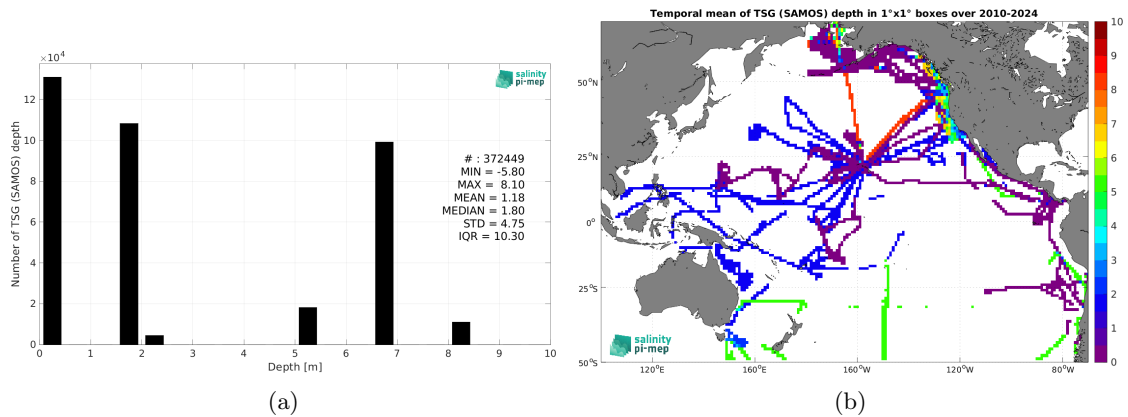 ×10⁴
12
10
8
6
4
2
0
Number of TSG (SAMOS) depth
0 1 2 3 4 5 6 7 8 9 10
Depth [m]
salinity
pi-mep
# : 372449
MIN = -5.80
MAX = 8.10
MEAN = 1.18
MEDIAN = 1.80
STD = 4.75
IQR = 10.30
(a)
Temporal mean of TSG (SAMOS) depth in 1°x1° boxes over 2010-2024
50°N
25°N
0°
25°S
50°S
120°E 160°E 160°W 120°W 80°W
salinity
pi-mep
10
9
8
7
6
5
4
3
2
1
0
(b)